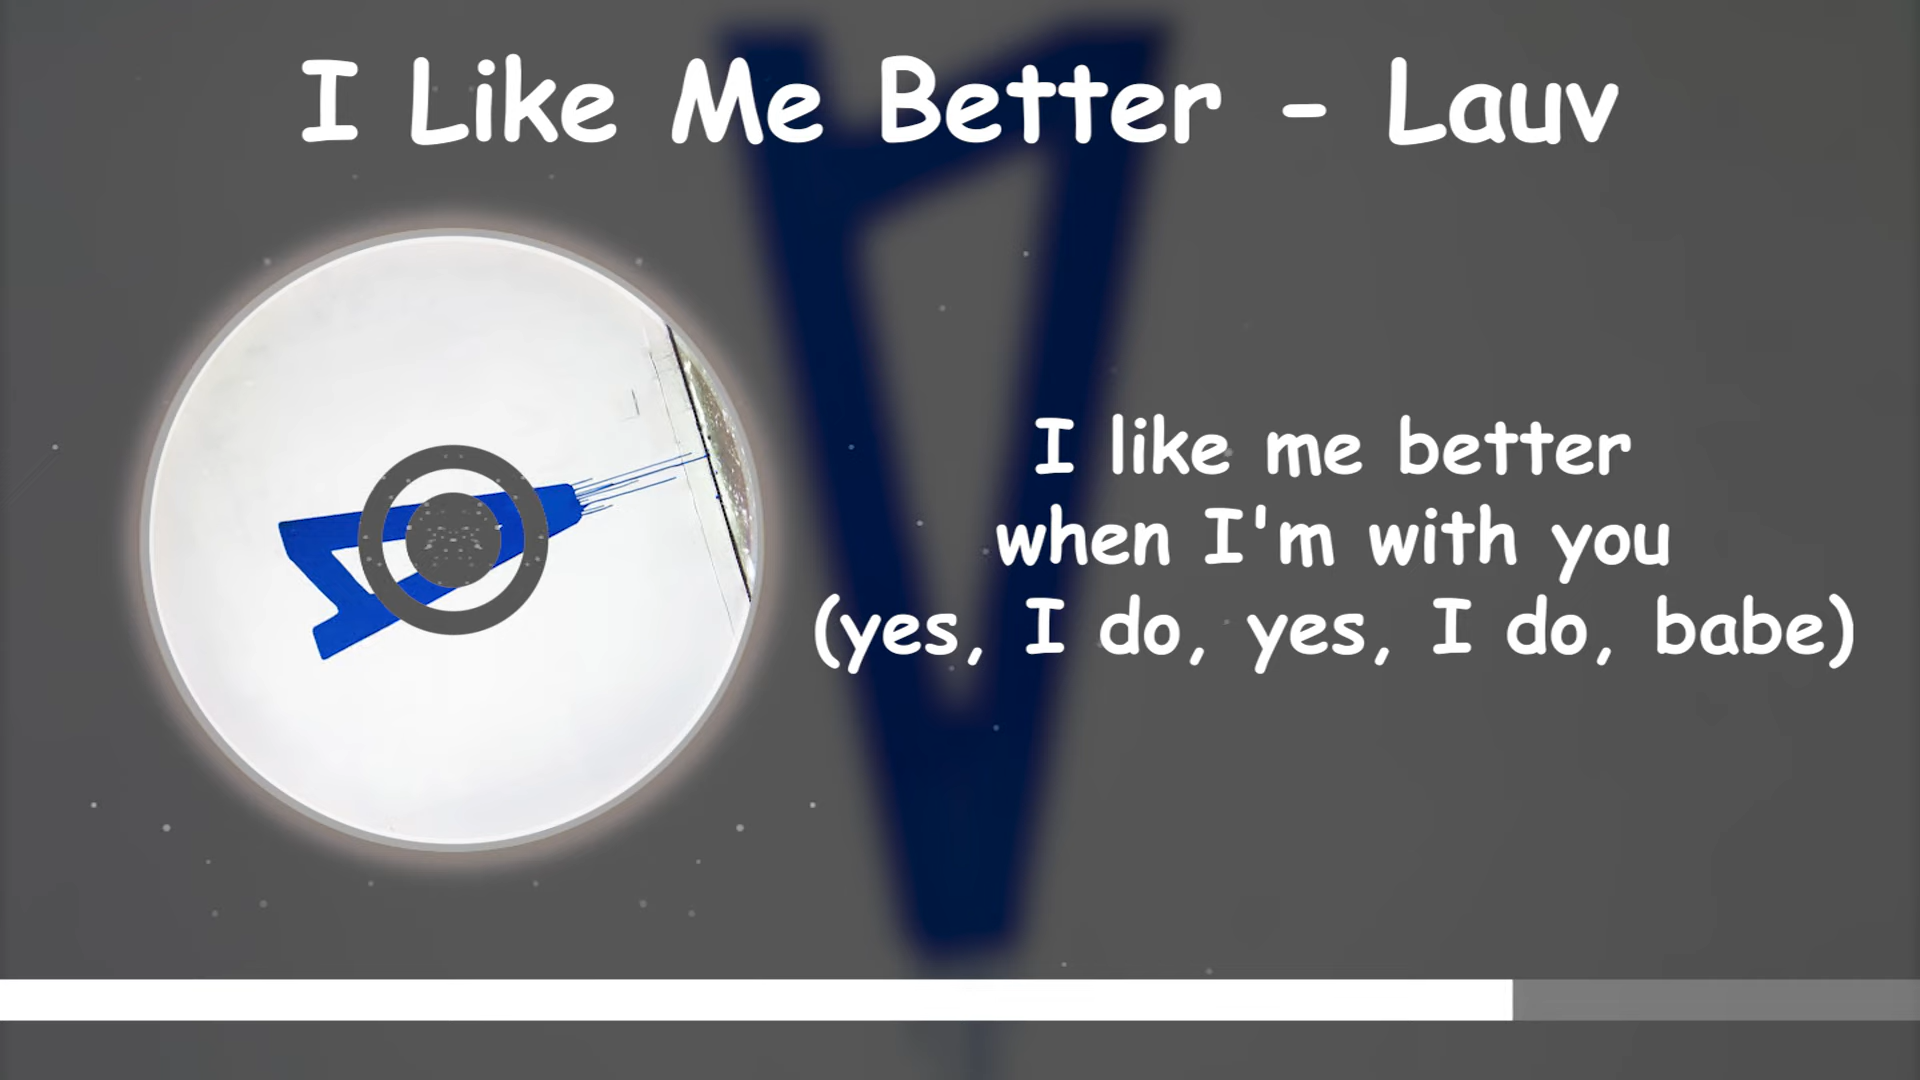 I Like Me Better - Lauv
I like me better
when I'm with you
(yes, I do, yes, I do, babe)